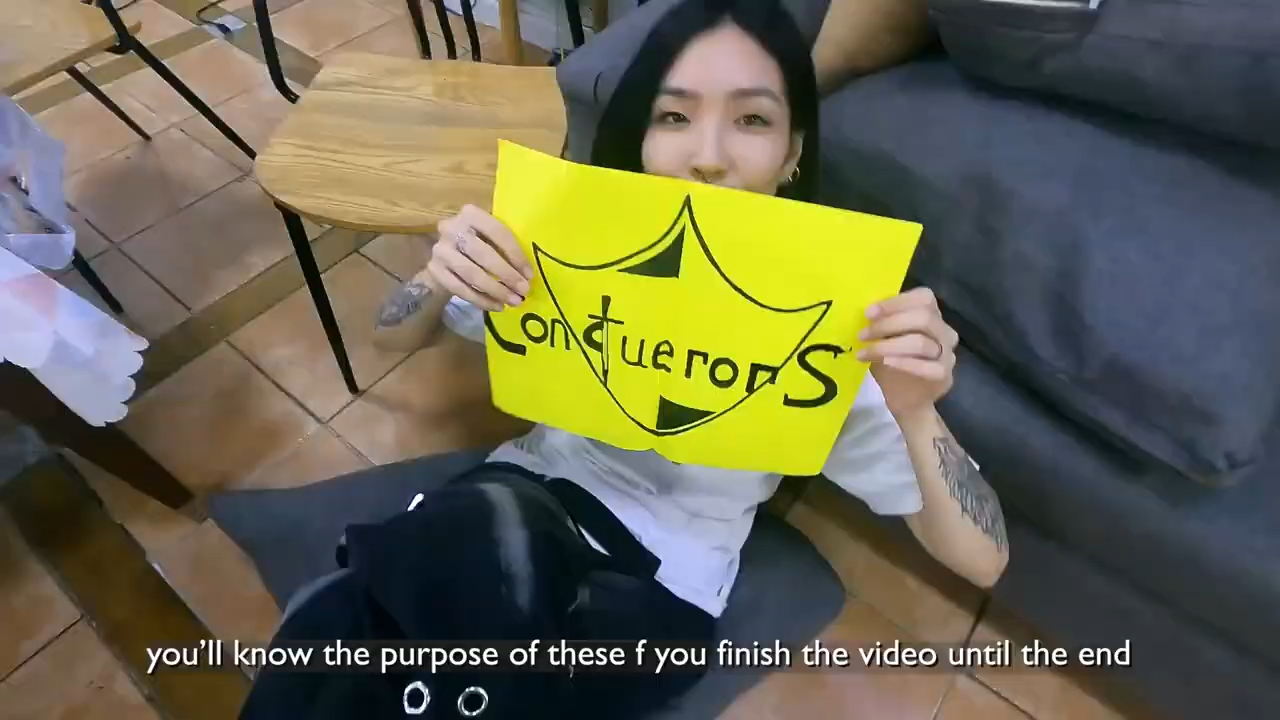 ConquerorS
you'll know the purpose of these f you finish the video until the end